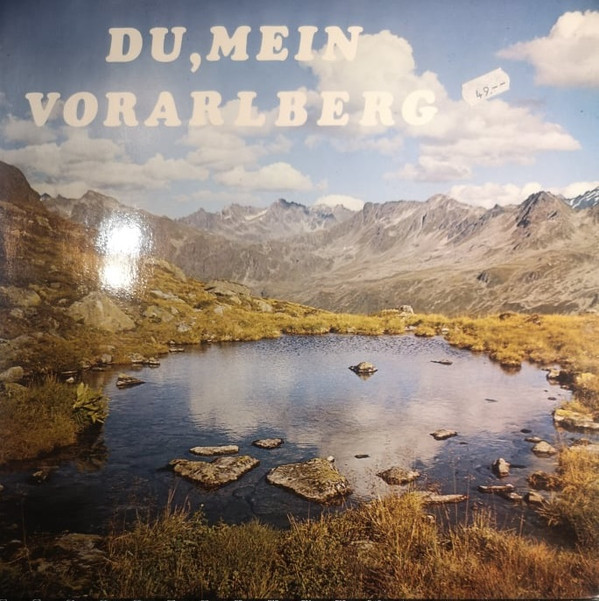 DU, MEIN
VORARLBERG
49,--